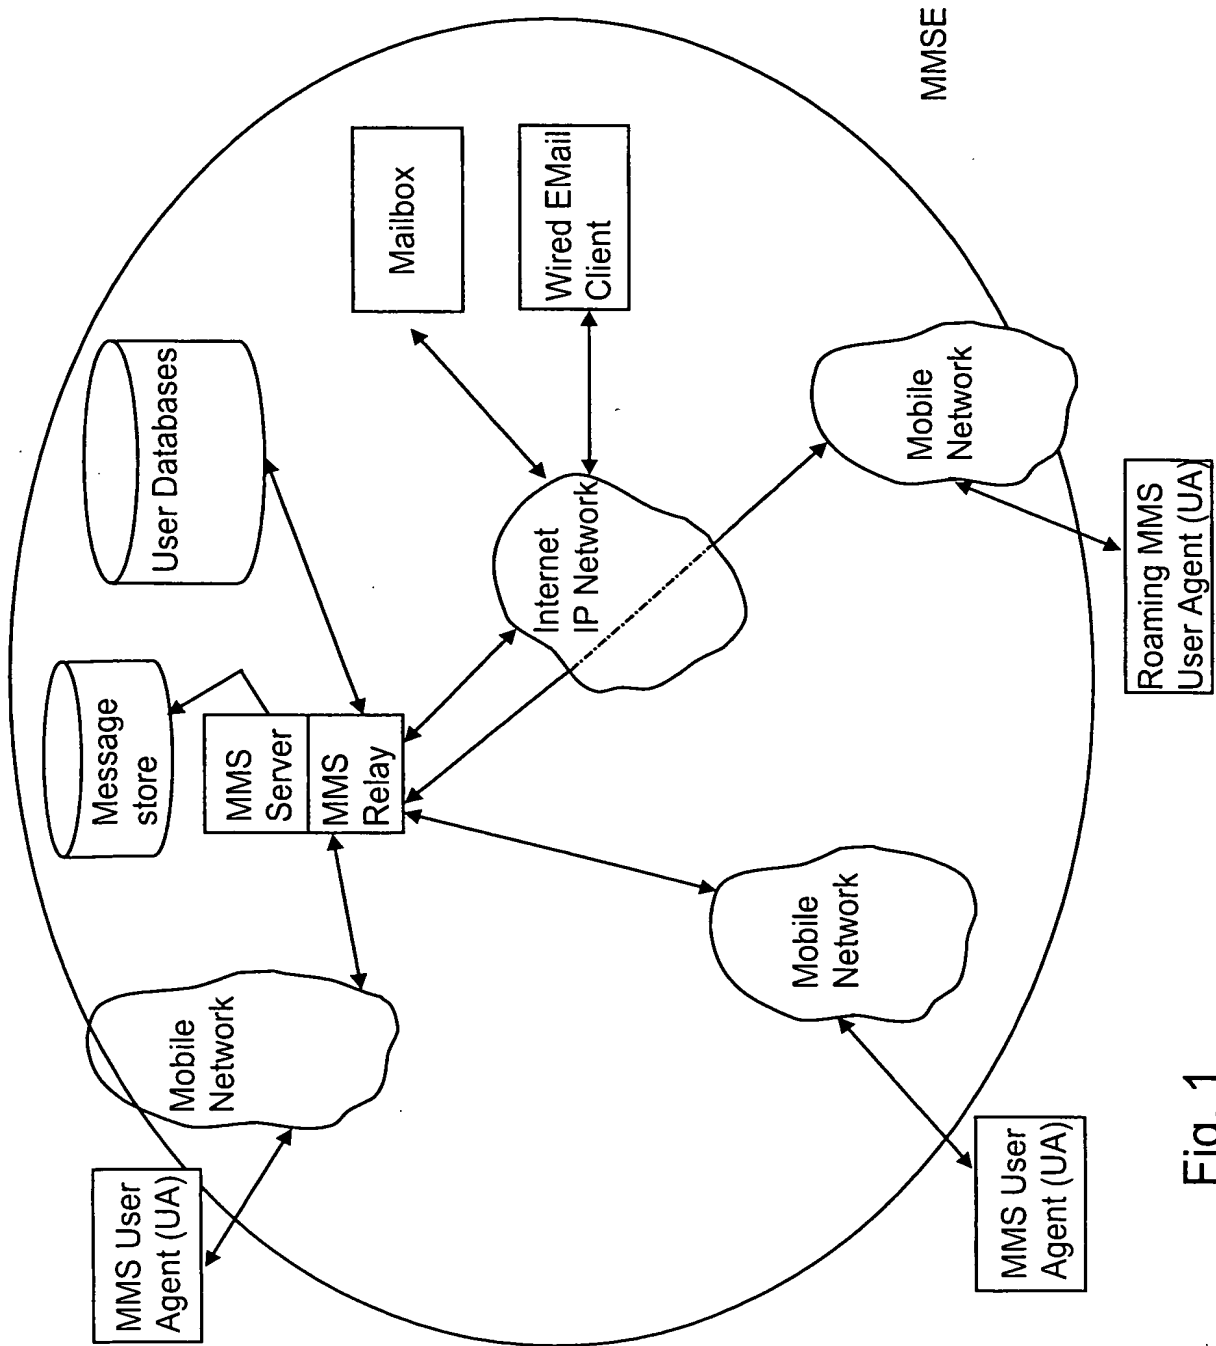 MMS User
Agent (UA)
Mobile
Network
Message
store
MMS
Server
MMS
Relay
User Databases
Mailbox
Wired EMail
Client
Internet
IP Network
Mobile
Network
MMS User
Agent (UA)
Mobile
Network
Roaming MMS
User Agent (UA)
MMSE
Fig. 1